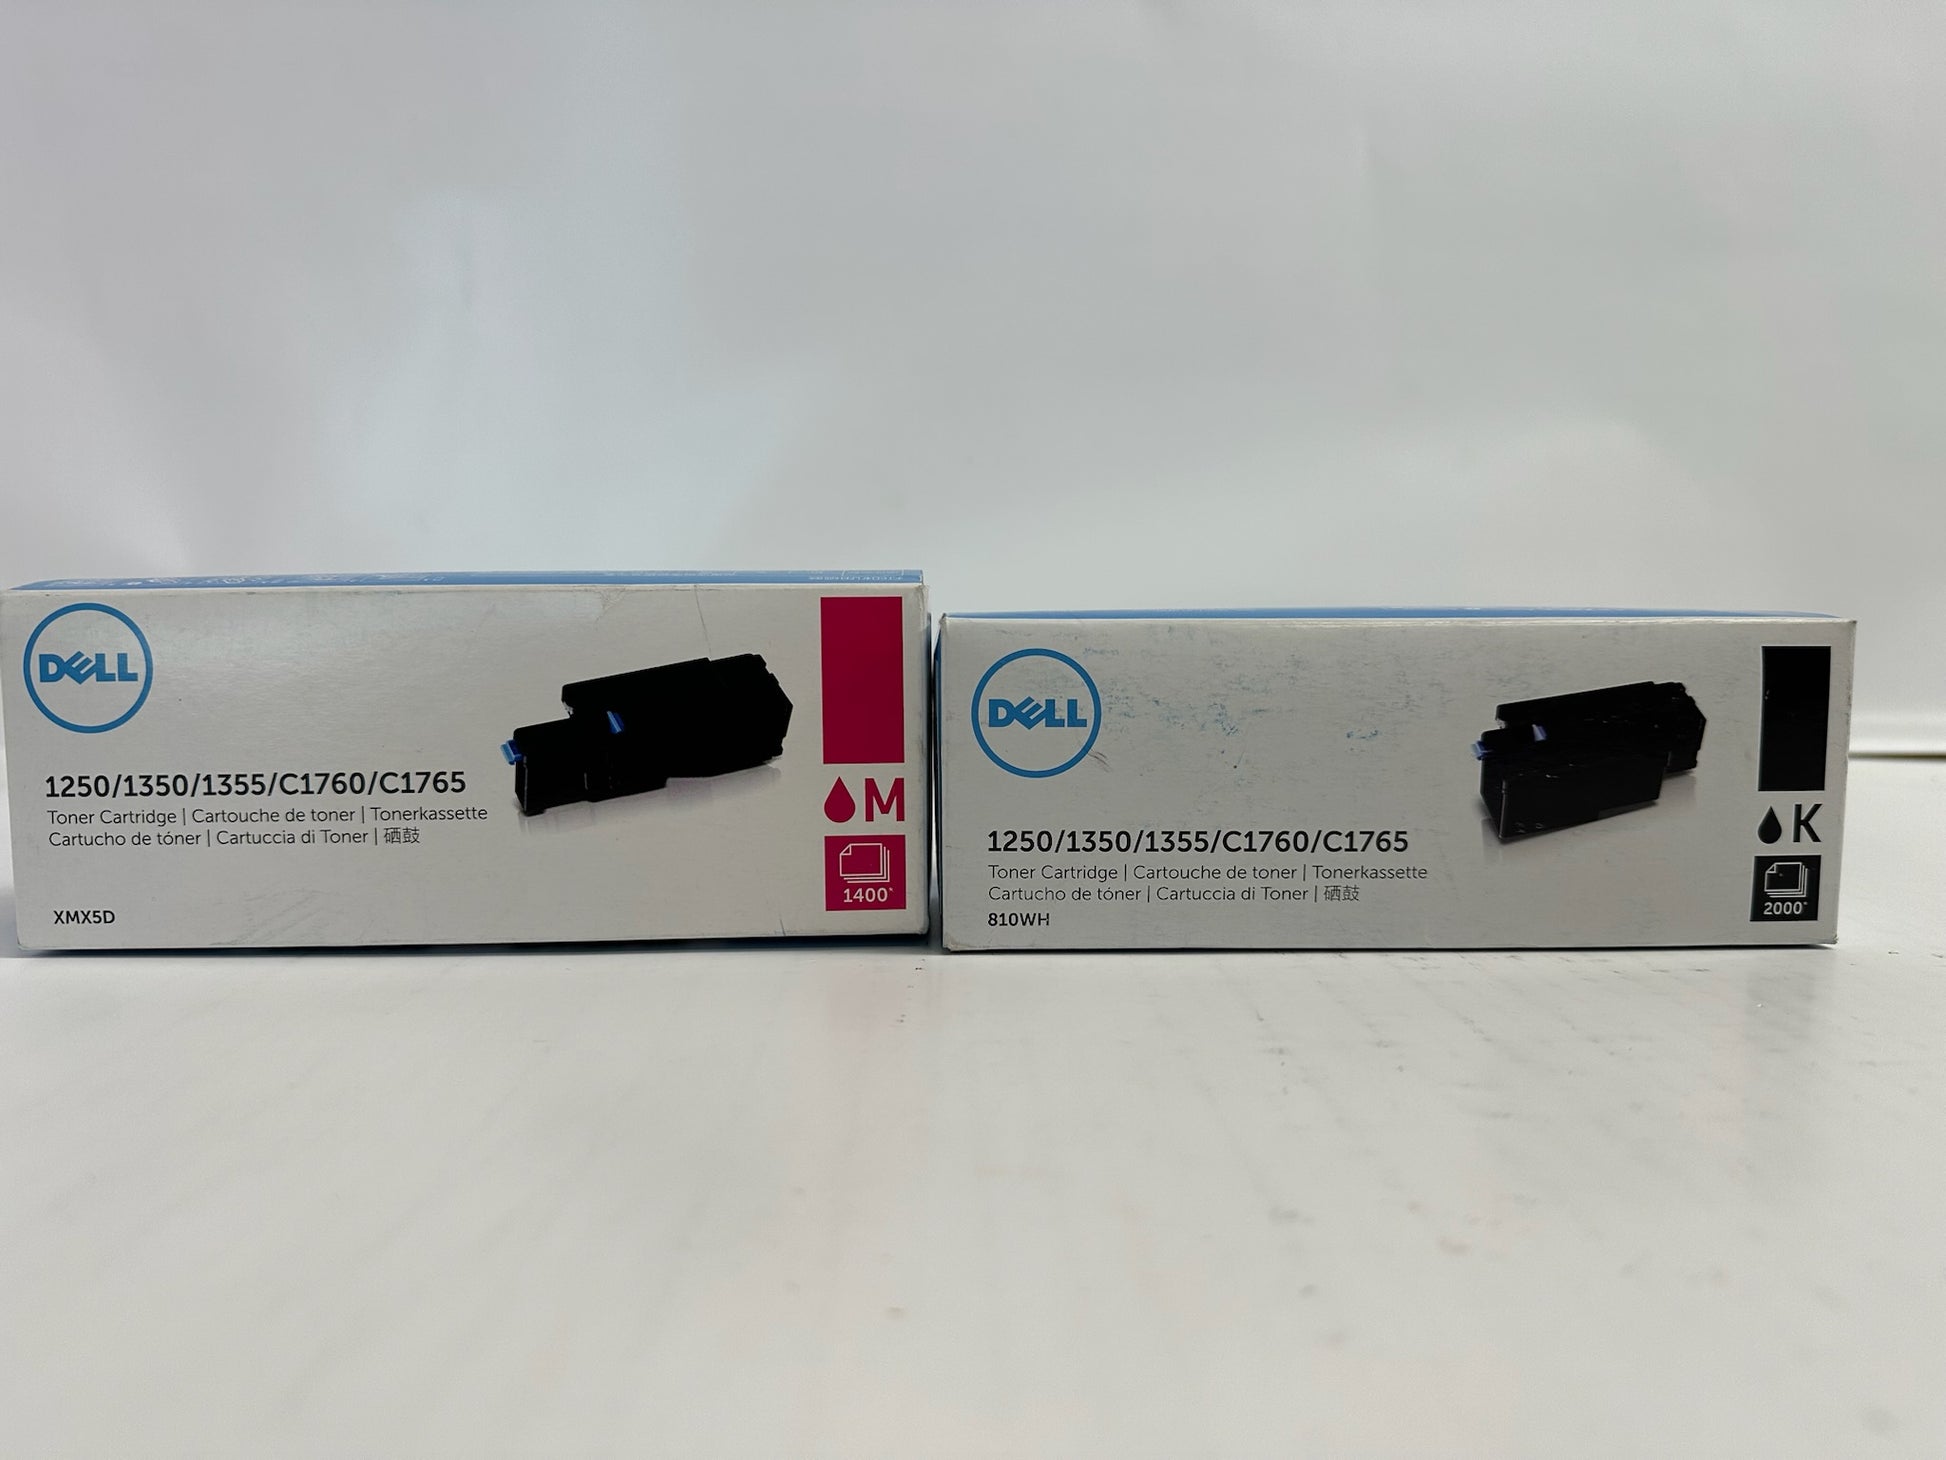 DELL
1250/1350/1355/C1760/C1765
Toner Cartridge | Cartouche de toner | Tonerkassette
Cartucho de tóner | Cartuccia di Toner | 硒鼓
XMX5D
M
1400*
DELL
1250/1350/1355/C1760/C1765
Toner Cartridge | Cartouche de toner | Tonerkassette
Cartucho de tóner | Cartuccia di Toner | 硒鼓
810WH
K
2000*